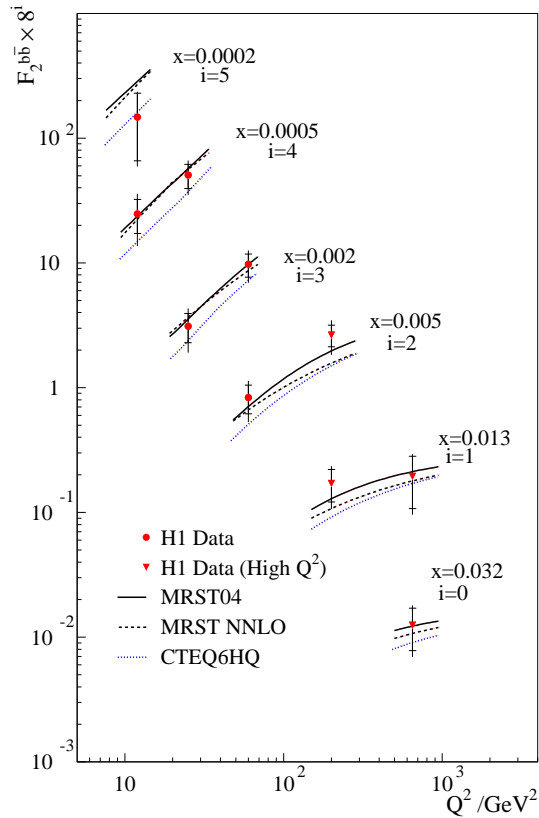 F₂ᵇᵇ̄ × 8ⁱ
x=0.0002
i=5
10²
x=0.0005
i=4
10
x=0.002
i=3
x=0.005
i=2
1
x=0.013
i=1
10⁻¹
H1 Data
H1 Data (High Q²)
MRST04
MRST NNLO
CTEQ6HQ
x=0.032
i=0
10⁻²
10⁻³
10 10² 10³
Q² /GeV²